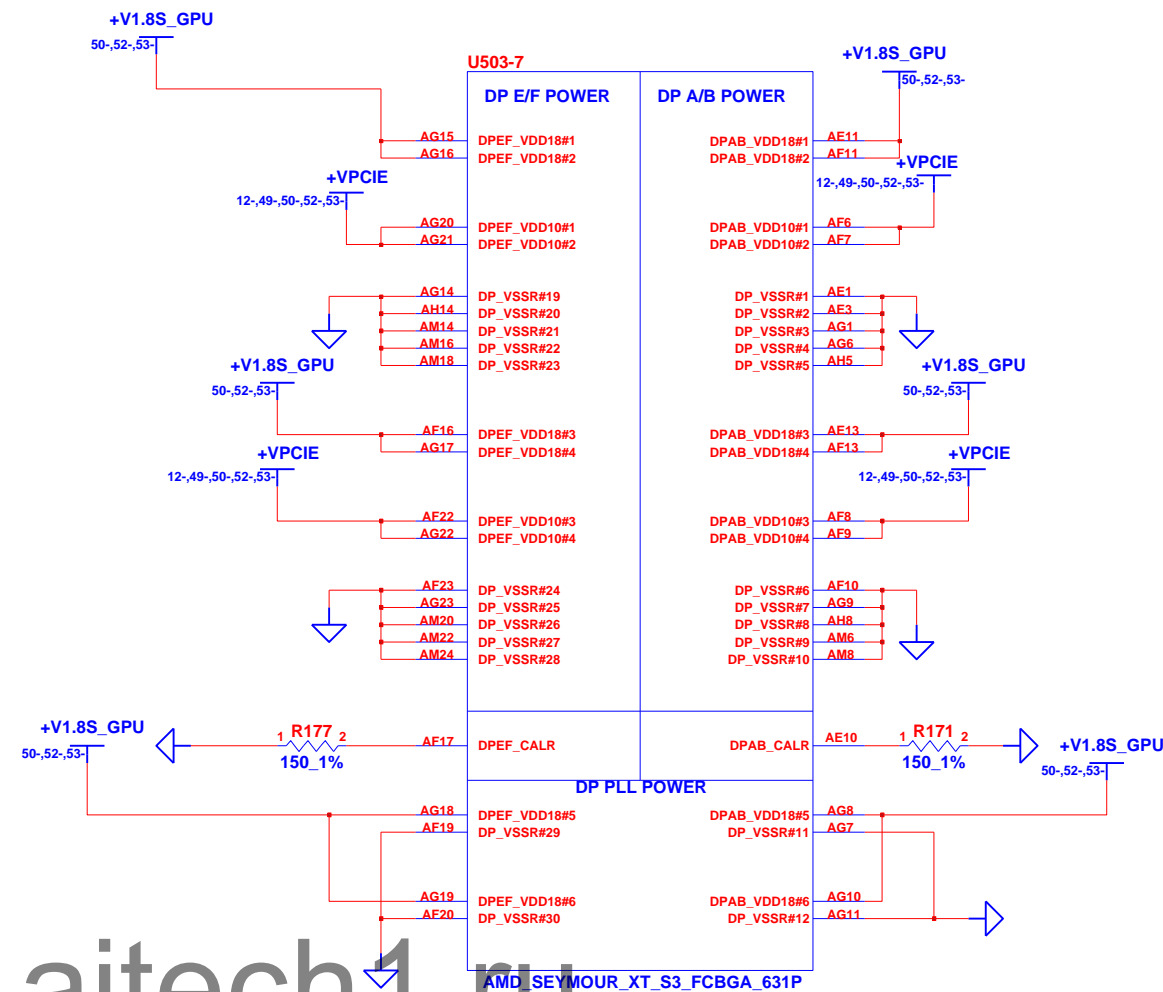 +V1.8S_GPU
50-,52-,53-
U503-7
+V1.8S_GPU
50-,52-,53-
DP E/F POWER DP A/B POWER
AG15 DPEF_VDD18#1 DPAB_VDD18#1 AE11
AG16 DPEF_VDD18#2 DPAB_VDD18#2 AF11
+VPCIE
12-,49-,50-,52-,53-
+VPCIE
12-,49-,50-,52-,53-
AG20 DPEF_VDD10#1 DPAB_VDD10#1 AF6
AG21 DPEF_VDD10#2 DPAB_VDD10#2 AF7
AG14 DP_VSSR#19 DP_VSSR#1 AE1
AH14 DP_VSSR#20 DP_VSSR#2 AE3
AM14 DP_VSSR#21 DP_VSSR#3 AG1
AM16 DP_VSSR#22 DP_VSSR#4 AG6
AM18 DP_VSSR#23 DP_VSSR#5 AH5
+V1.8S_GPU
50-,52-,53-
+V1.8S_GPU
50-,52-,53-
AF16 DPEF_VDD18#3 DPAB_VDD18#3 AE13
AG17 DPEF_VDD18#4 DPAB_VDD18#4 AF13
+VPCIE
12-,49-,50-,52-,53-
+VPCIE
12-,49-,50-,52-,53-
AF22 DPEF_VDD10#3 DPAB_VDD10#3 AF8
AG22 DPEF_VDD10#4 DPAB_VDD10#4 AF9
AF23 DP_VSSR#24 DP_VSSR#6 AF10
AG23 DP_VSSR#25 DP_VSSR#7 AG9
AM20 DP_VSSR#26 DP_VSSR#8 AH8
AM22 DP_VSSR#27 DP_VSSR#9 AM6
AM24 DP_VSSR#28 DP_VSSR#10 AM8
+V1.8S_GPU
50-,52-,53-
1 R177 2
150_1%
AF17 DPEF_CALR DPAB_CALR AE10
1 R171 2
150_1%
+V1.8S_GPU
50-,52-,53-
DP PLL POWER
AG18 DPEF_VDD18#5 DPAB_VDD18#5 AG8
AF19 DP_VSSR#29 DP_VSSR#11 AG7
AG19 DPEF_VDD18#6 DPAB_VDD18#6 AG10
AF20 DP_VSSR#30 DP_VSSR#12 AG11
AMD_SEYMOUR_XT_S3_FCBGA_631P
aitech1.ru